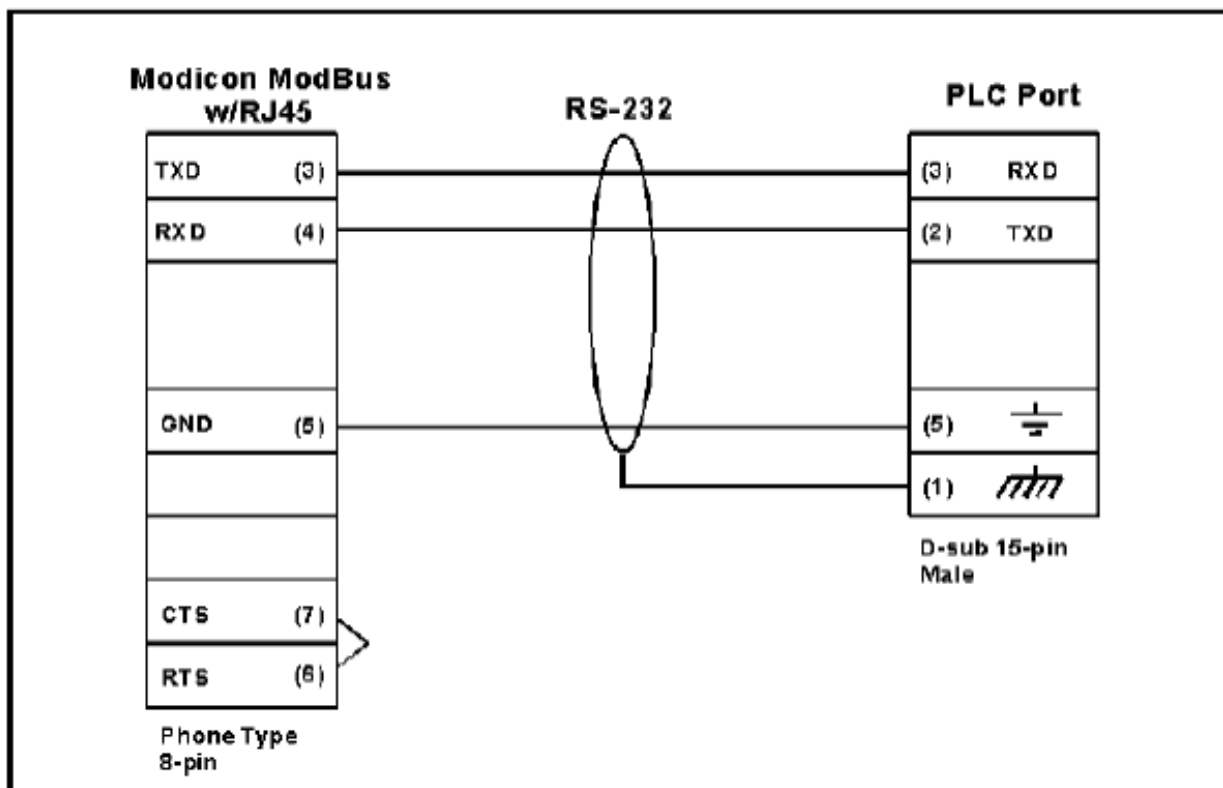 Modicon ModBus
w/RJ45
RS-232
PLC Port
TXD (3)
(3) RXD
RXD (4)
(2) TXD
GND (5)
(5)
(1)
D-sub 15-pin
Male
CTS (7)
RTS (6)
Phone Type
8-pin